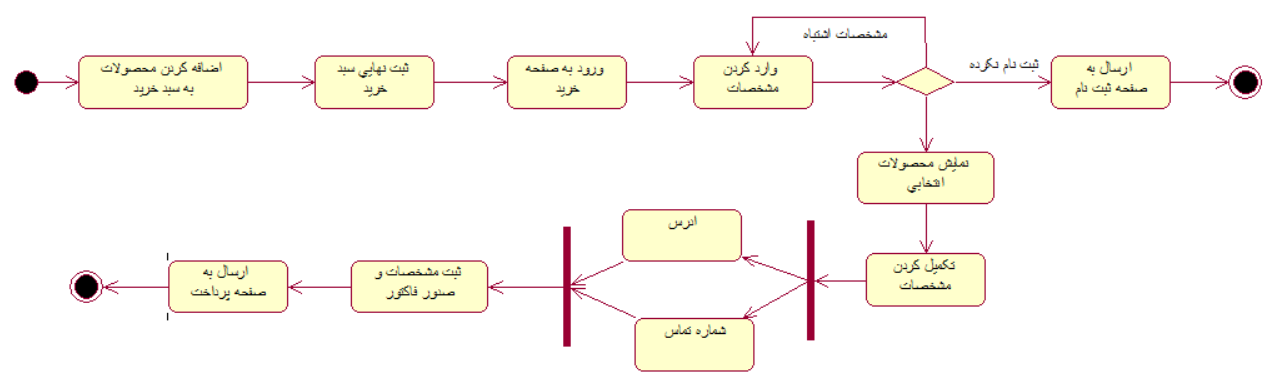 مشخصات اشتباه
اضافه کردن محصولات
به سبد خرید
ثبت نهایي سبد
خرید
ورود به صفحه
خرید
وارد کردن
مشخصات
ثبت نام نکرده
ارسال به
صفحه ثبت نام
نمایش محصولات
انتخابي
تکمیل کردن
مشخصات
ادرس
شماره تماس
ثبت مشخصات و
صدور فاکتور
ارسال به
صفحه پرداخت